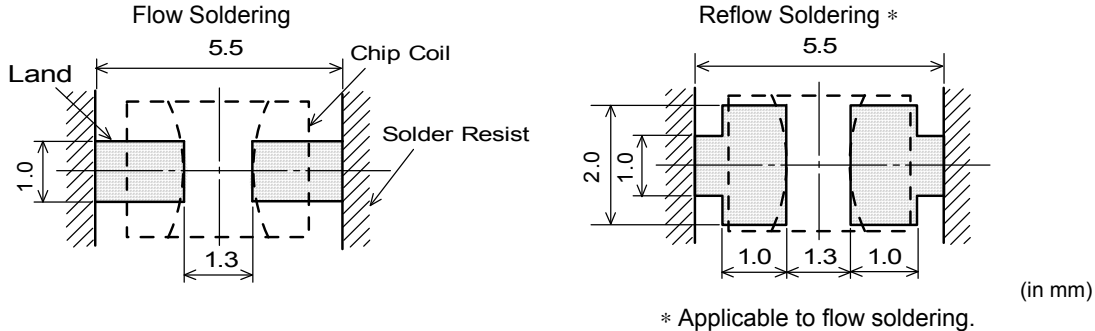 Flow Soldering
5.5
Land
Chip Coil
Solder Resist
1.0
1.3
Reflow Soldering *
5.5
2.0
1.0
1.0
1.3
1.0
(in mm)
* Applicable to flow soldering.